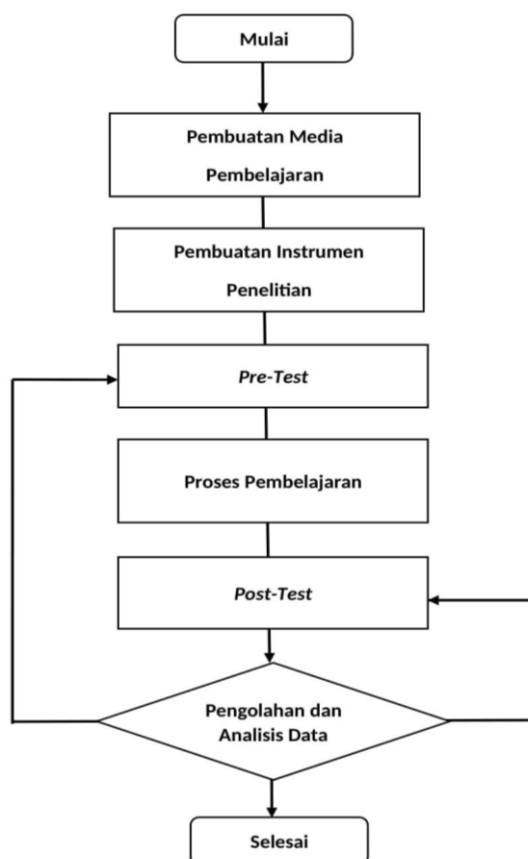 Mulai
Pembuatan Media
Pembelajaran
Pembuatan Instrumen
Penelitian
Pre-Test
Proses Pembelajaran
Post-Test
Pengolahan dan
Analisis Data
Selesai